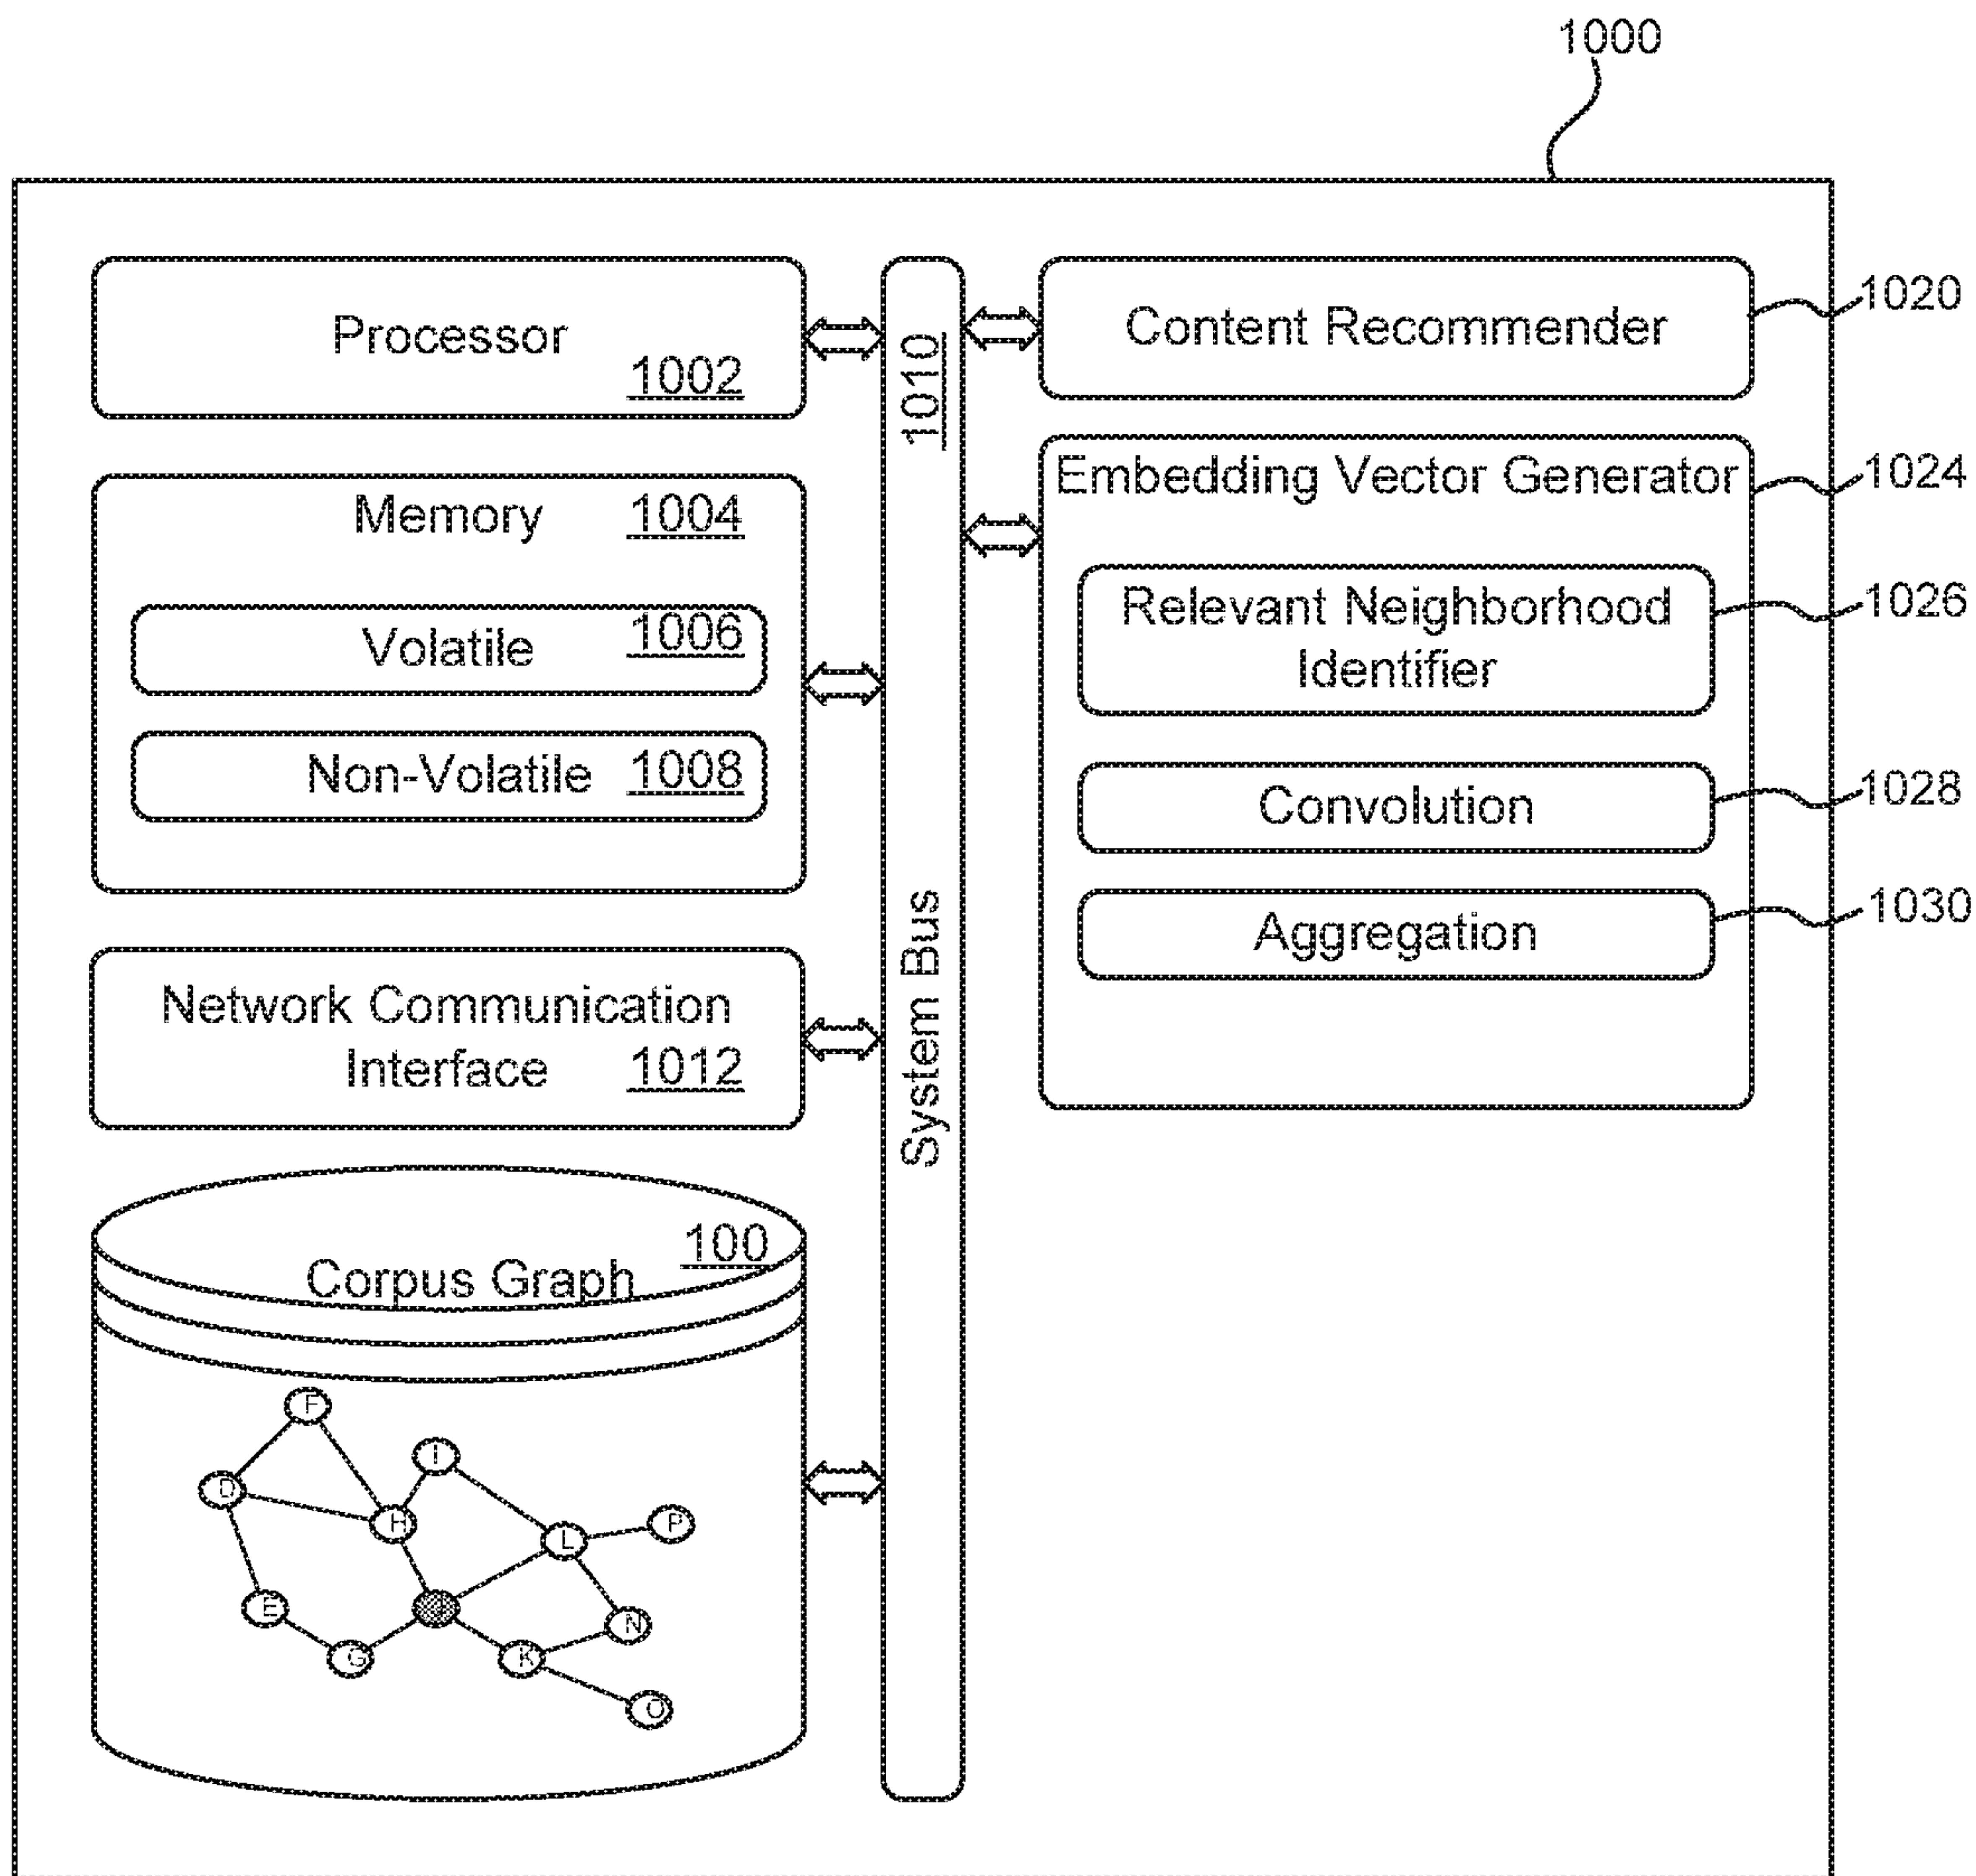 1000
Processor
1002
Memory 1004
Volatile 1006
Non-Volatile 1008
Network Communication
Interface 1012
Corpus Graph 100
F
I
D
H
L
P
E
N
G
K
O
1010
System Bus
Content Recommender
1020
Embedding Vector Generator
1024
Relevant Neighborhood
Identifier
1026
Convolution
1028
Aggregation
1030